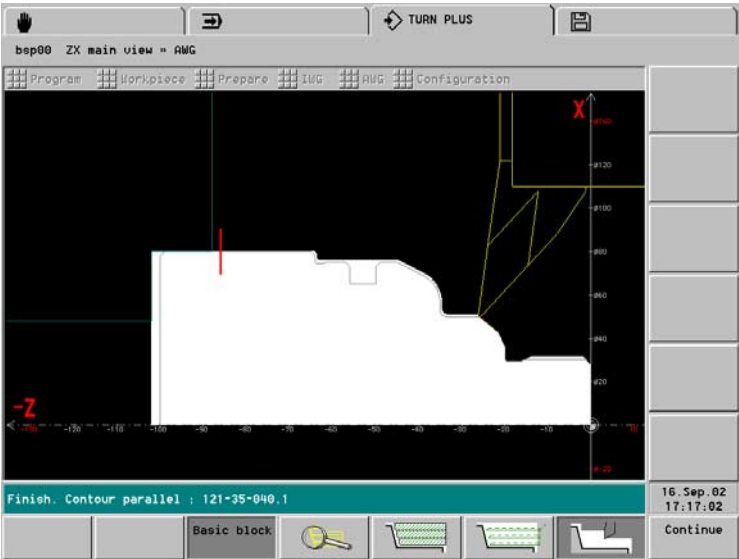 TURN PLUS
bsp00 ZX main view » AWG
Program Workpiece Prepare IWG AWG Configuration
X
ø140
ø120
ø100
ø80
ø60
ø40
ø20
-Z
-120 -110 -100 -90 -80 -70 -60 -50 -40 -30 -20 -10 10
ø-20
Finish. Contour parallel : 121-35-040.1
16.Sep.02
17:17:02
Basic block
Continue